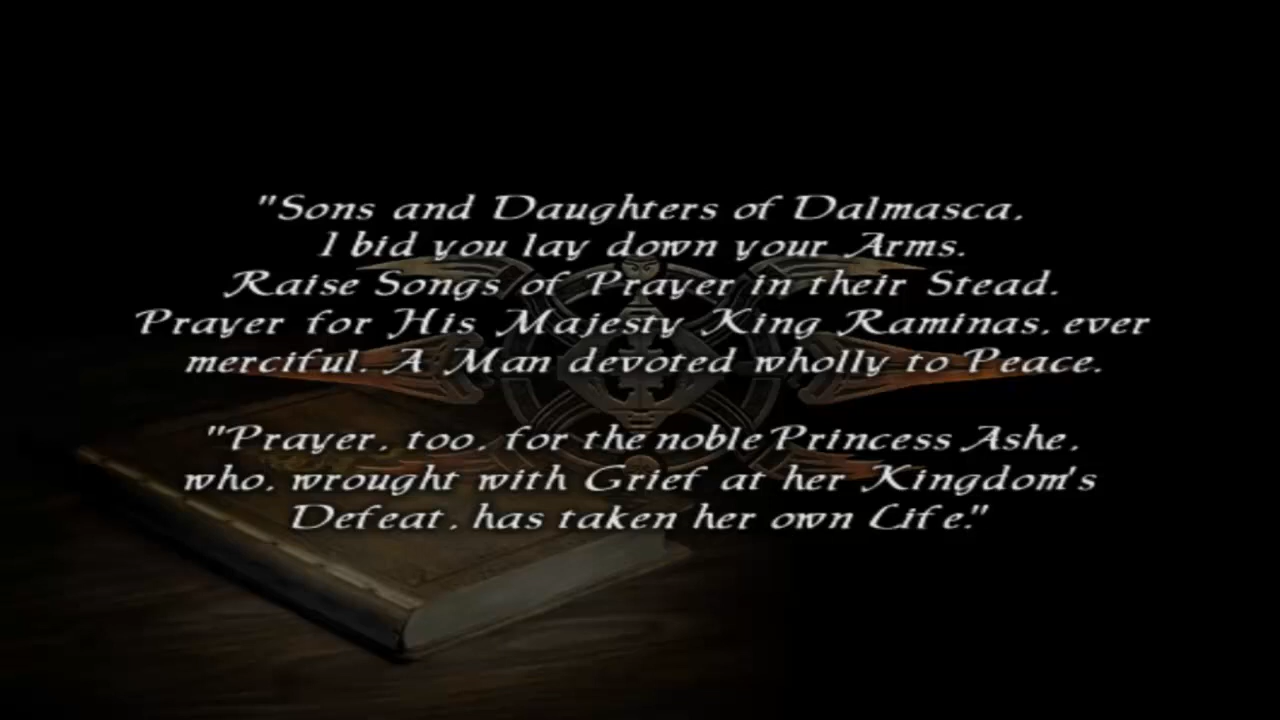 "Sons and Daughters of Dalmasca,
I bid you lay down your Arms.
Raise Songs of Prayer in their Stead.
Prayer for His Majesty King Raminas, ever
merciful. A Man devoted wholly to Peace.
"Prayer, too, for the noble Princess Ashe,
who, wrought with Grief at her Kingdom's
Defeat, has taken her own Life."